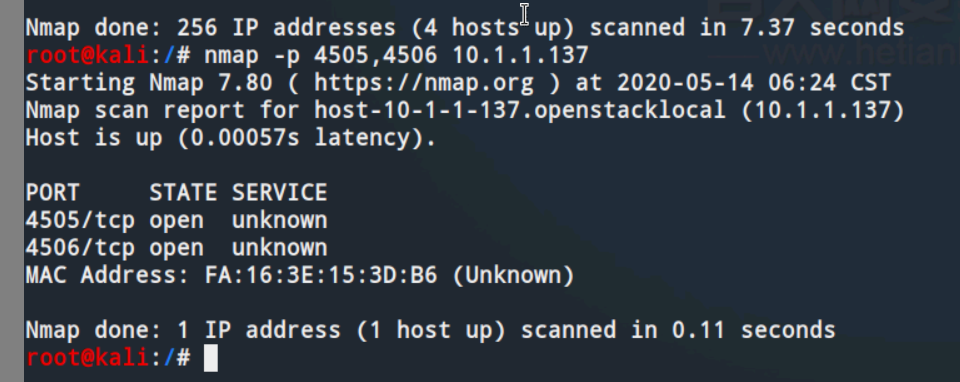 Nmap done: 256 IP addresses (4 hosts up) scanned in 7.37 seconds
root@kali:/# nmap -p 4505,4506 10.1.1.137
www.hetian
Starting Nmap 7.80 ( https://nmap.org ) at 2020-05-14 06:24 CST
Nmap scan report for host-10-1-1-137.openstacklocal (10.1.1.137)
Host is up (0.00057s latency).
PORT     STATE SERVICE
4505/tcp open  unknown
4506/tcp open  unknown
MAC Address: FA:16:3E:15:3D:B6 (Unknown)
Nmap done: 1 IP address (1 host up) scanned in 0.11 seconds
root@kali:/#